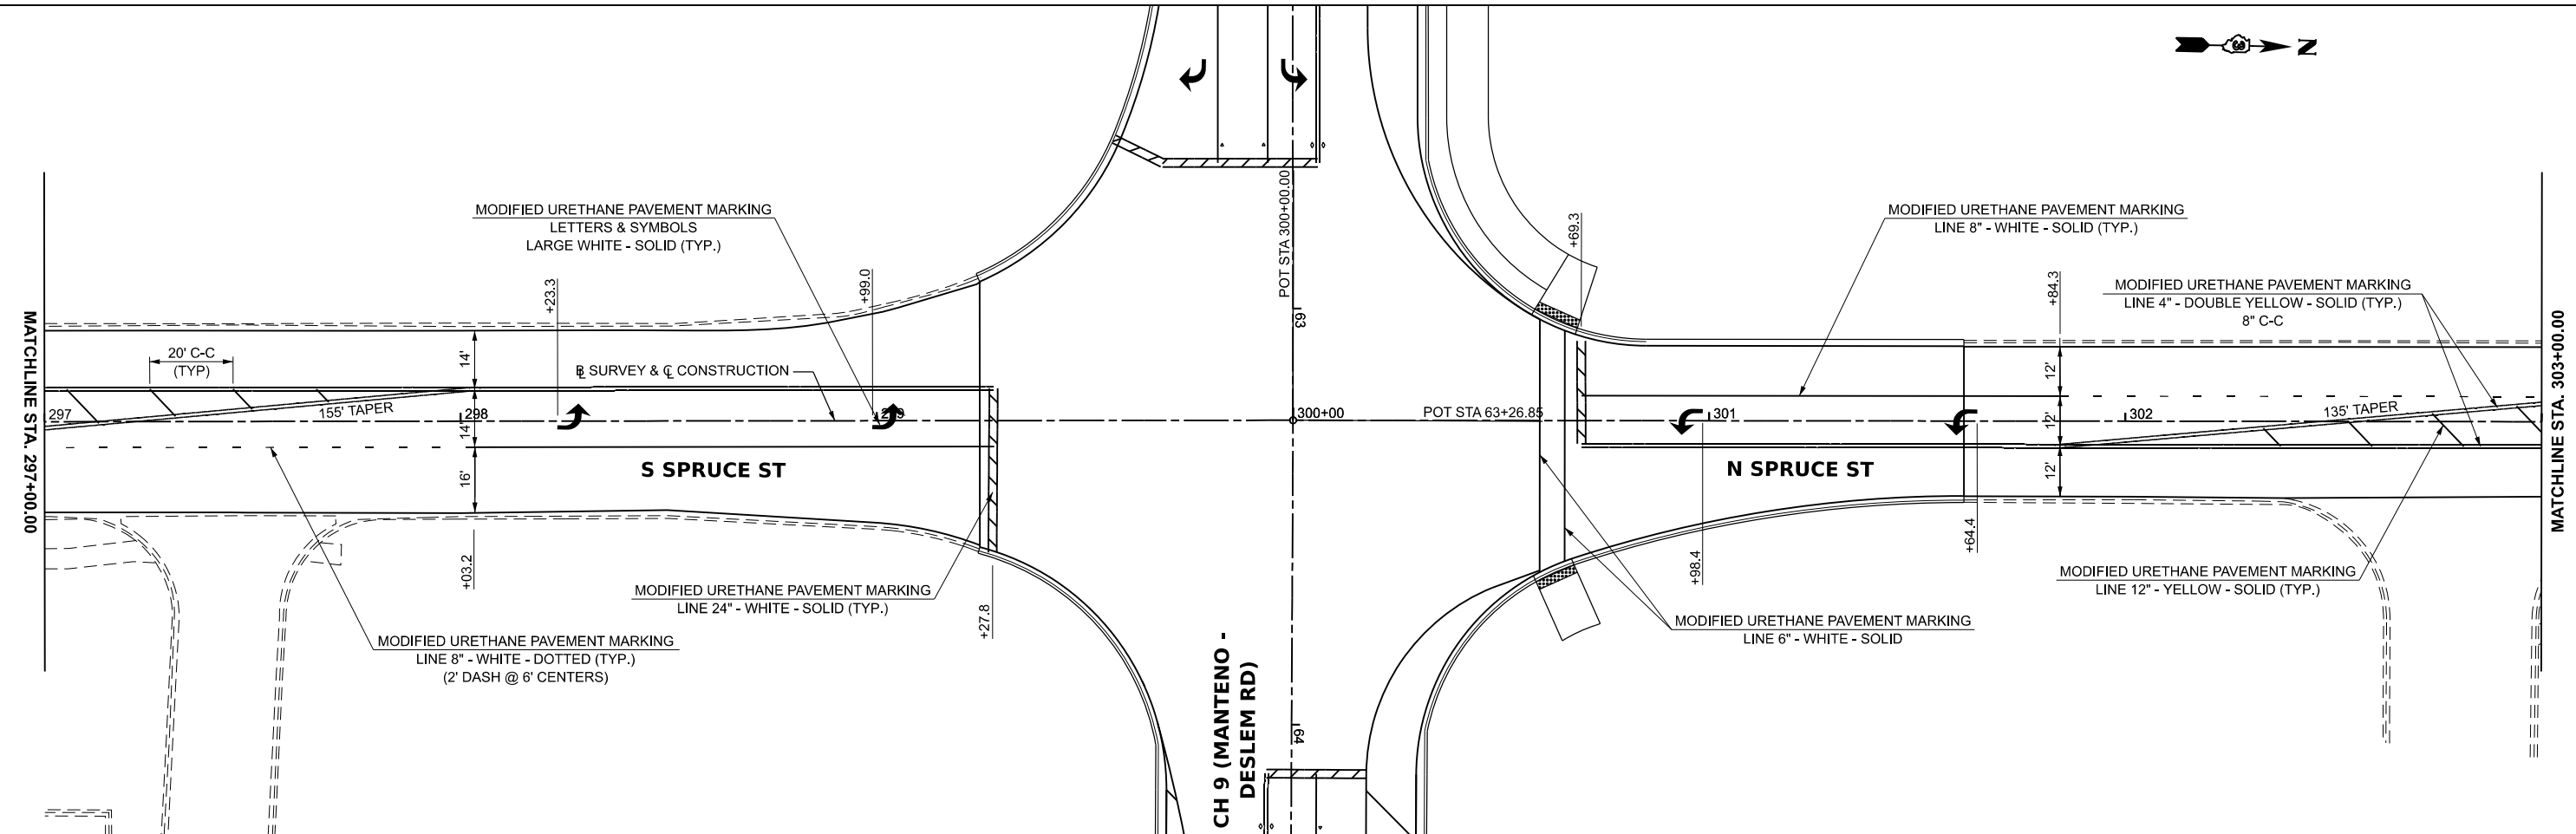 N
MODIFIED URETHANE PAVEMENT MARKING
LETTERS & SYMBOLS
LARGE WHITE - SOLID (TYP.)
POT STA 300+00.00
MODIFIED URETHANE PAVEMENT MARKING
LINE 8" - WHITE - SOLID (TYP.)
+69.3
+84.3
MODIFIED URETHANE PAVEMENT MARKING
LINE 4" - DOUBLE YELLOW - SOLID (TYP.)
8" C-C
+23.3
+99.0
63
MATCHLINE STA. 297+00.00
MATCHLINE STA. 303+00.00
20' C-C
(TYP)
14'
14'
16'
℄ SURVEY & ℄ CONSTRUCTION
12'
12'
12'
297
155' TAPER
298
299
300+00
POT STA 63+26.85
301
302
135' TAPER
S SPRUCE ST
N SPRUCE ST
+03.2
+27.8
+98.4
+64.4
MODIFIED URETHANE PAVEMENT MARKING
LINE 24" - WHITE - SOLID (TYP.)
MODIFIED URETHANE PAVEMENT MARKING
LINE 12" - YELLOW - SOLID (TYP.)
MODIFIED URETHANE PAVEMENT MARKING
LINE 8" - WHITE - DOTTED (TYP.)
(2' DASH @ 6' CENTERS)
MODIFIED URETHANE PAVEMENT MARKING
LINE 6" - WHITE - SOLID
CH 9 (MANTENO -
DESLEM RD)
64